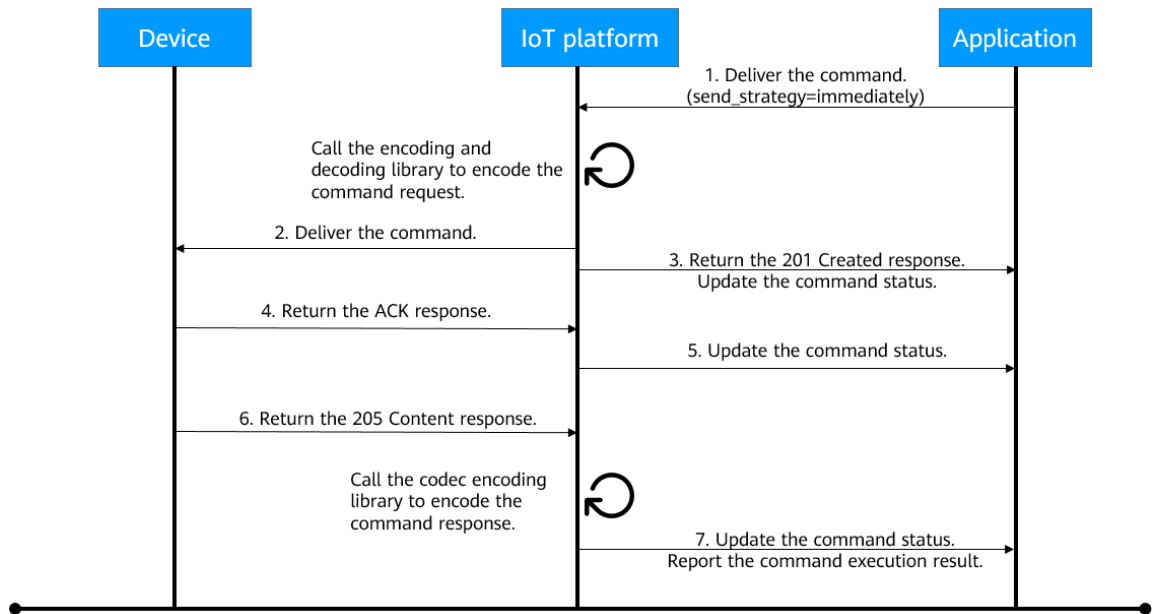 Device
IoT platform
Application
1. Deliver the command.
(send_strategy=immediately)
Call the encoding and
decoding library to encode the
command request.
2. Deliver the command.
3. Return the 201 Created response.
Update the command status.
4. Return the ACK response.
5. Update the command status.
6. Return the 205 Content response.
Call the codec encoding
library to encode the
command response.
7. Update the command status.
Report the command execution result.